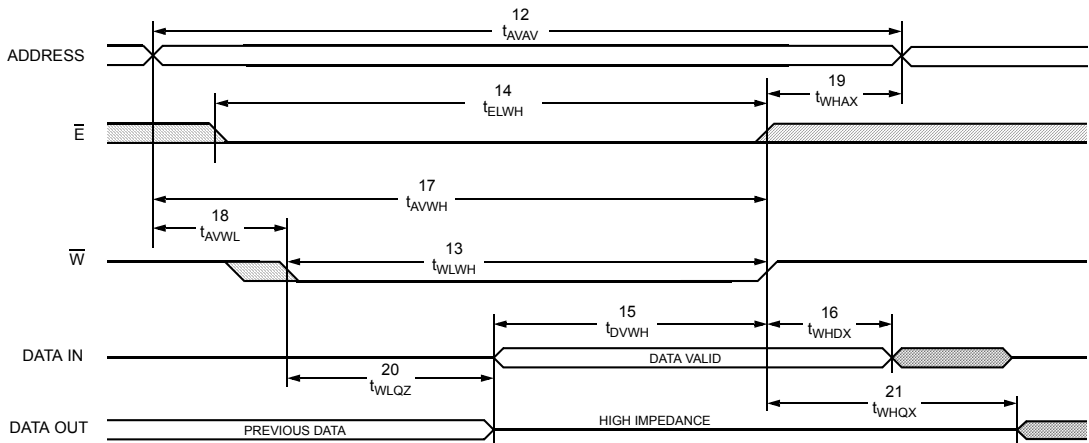 12
tAVAV
ADDRESS
19
tWHAX
14
tELWH
E̅
17
tAVWH
18
tAVWL
13
tWLWH
W̅
15
tDVWH
16
tWHDX
DATA IN
DATA VALID
20
tWLQZ
21
tWHQX
DATA OUT
PREVIOUS DATA
HIGH IMPEDANCE